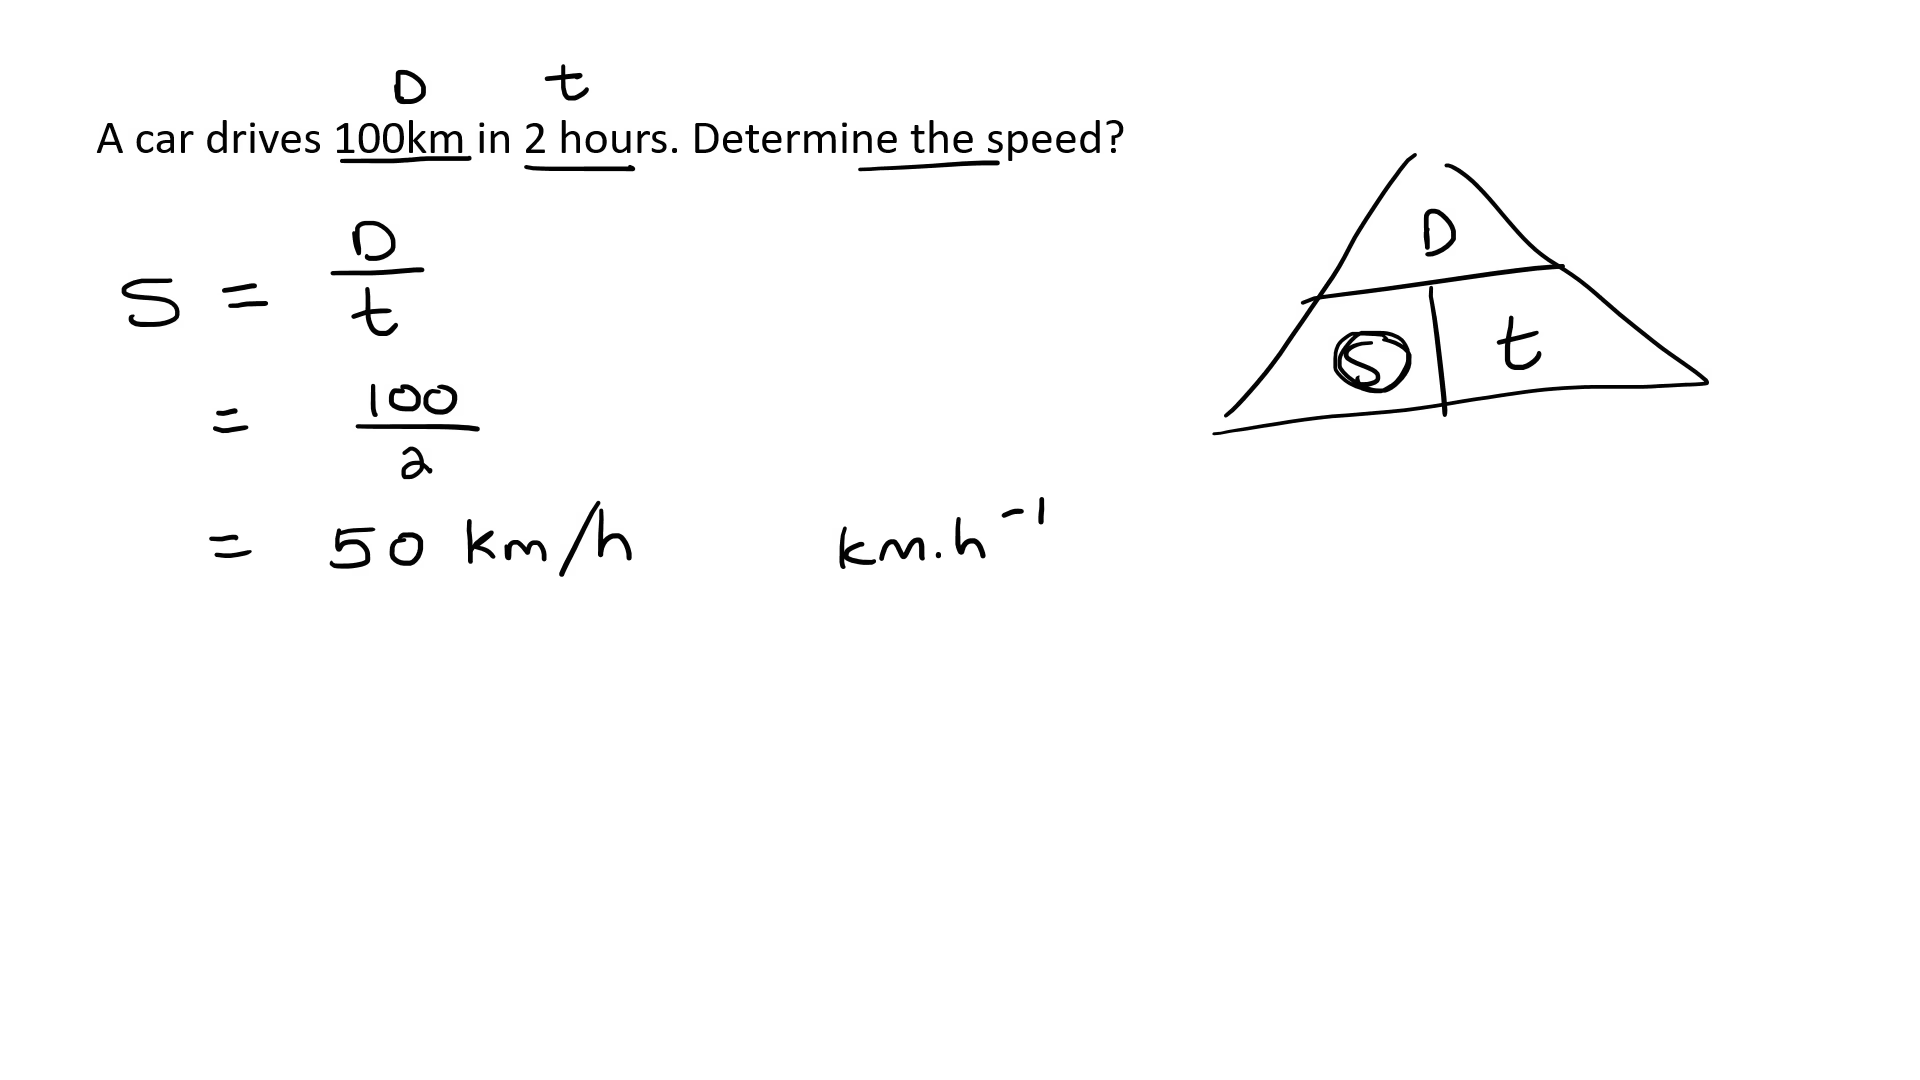 D t
A car drives 100km in 2 hours. Determine the speed?
S = D/t
= 100/2
= 50 km/h km.h⁻¹
D
S t